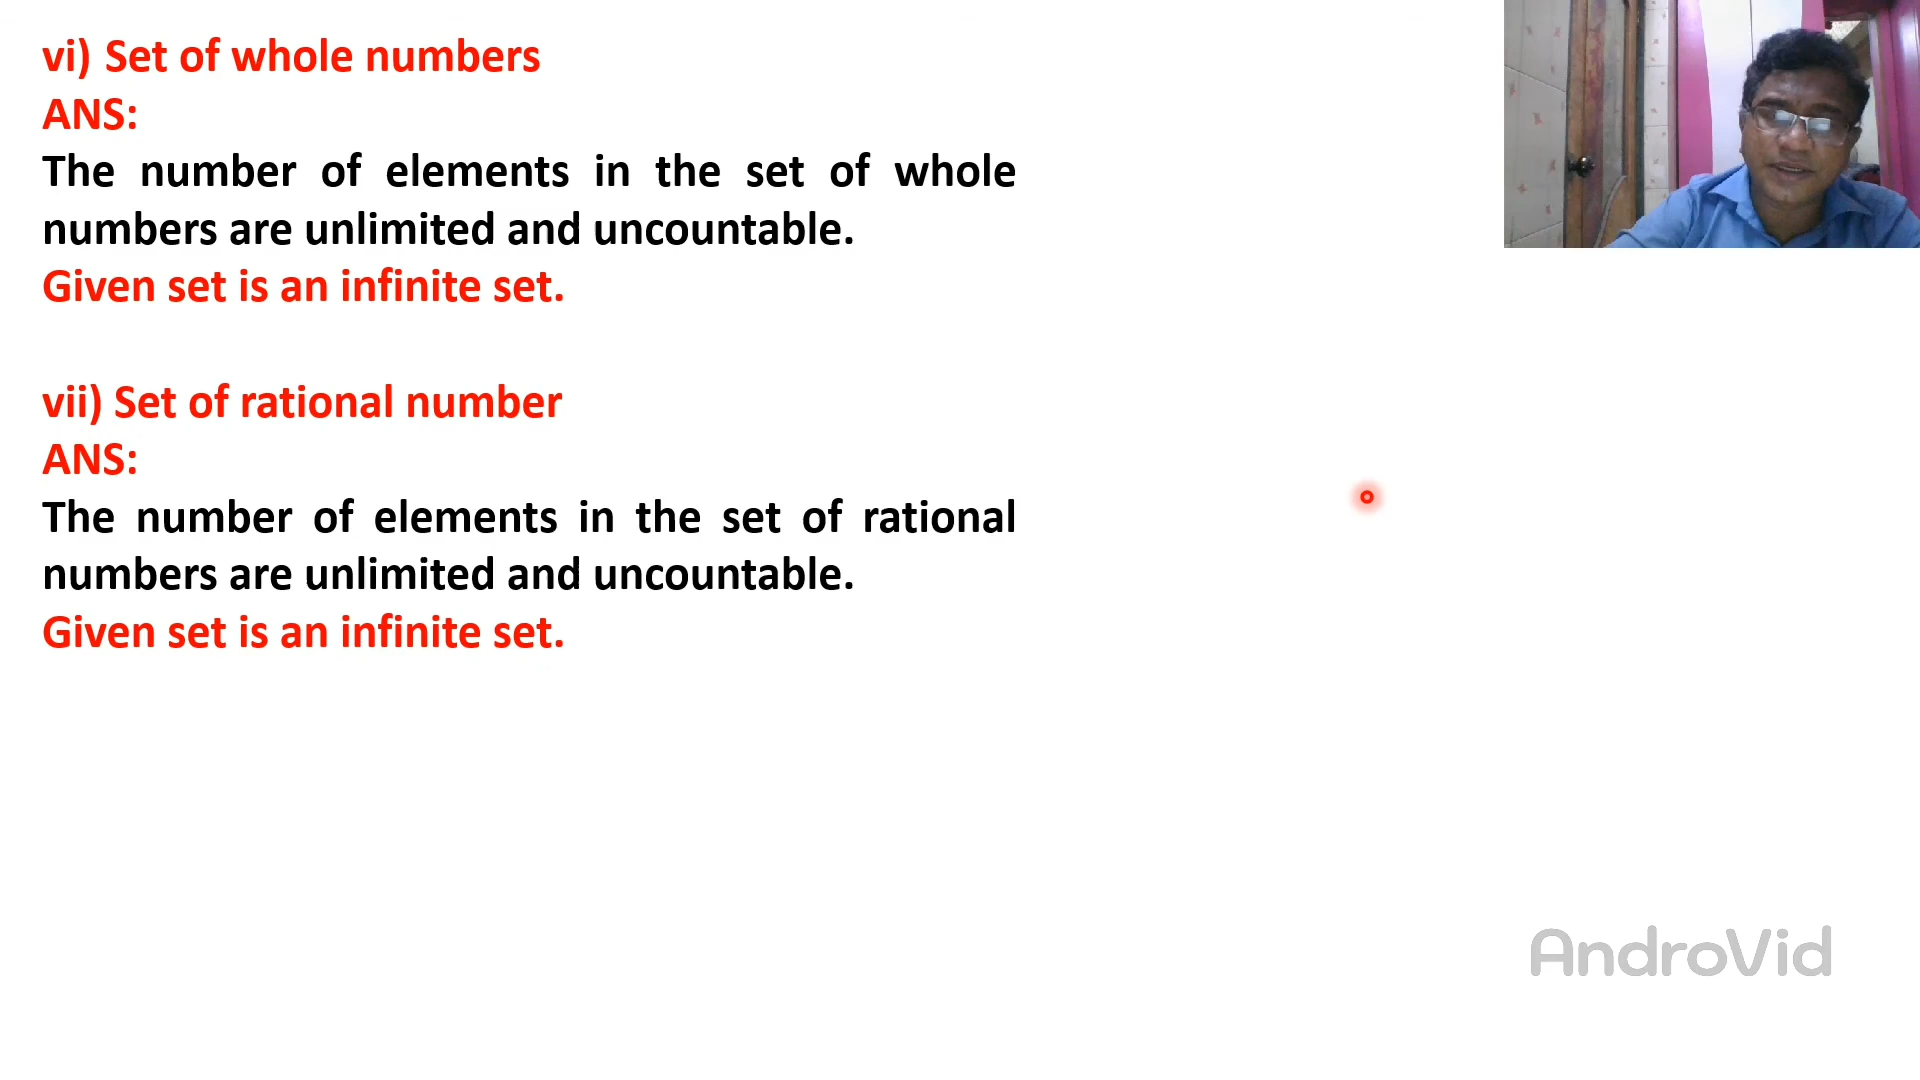 vi) Set of whole numbers
ANS:
The number of elements in the set of whole
numbers are unlimited and uncountable.
Given set is an infinite set.
vii) Set of rational number
ANS:
The number of elements in the set of rational
numbers are unlimited and uncountable.
Given set is an infinite set.
AndroVid